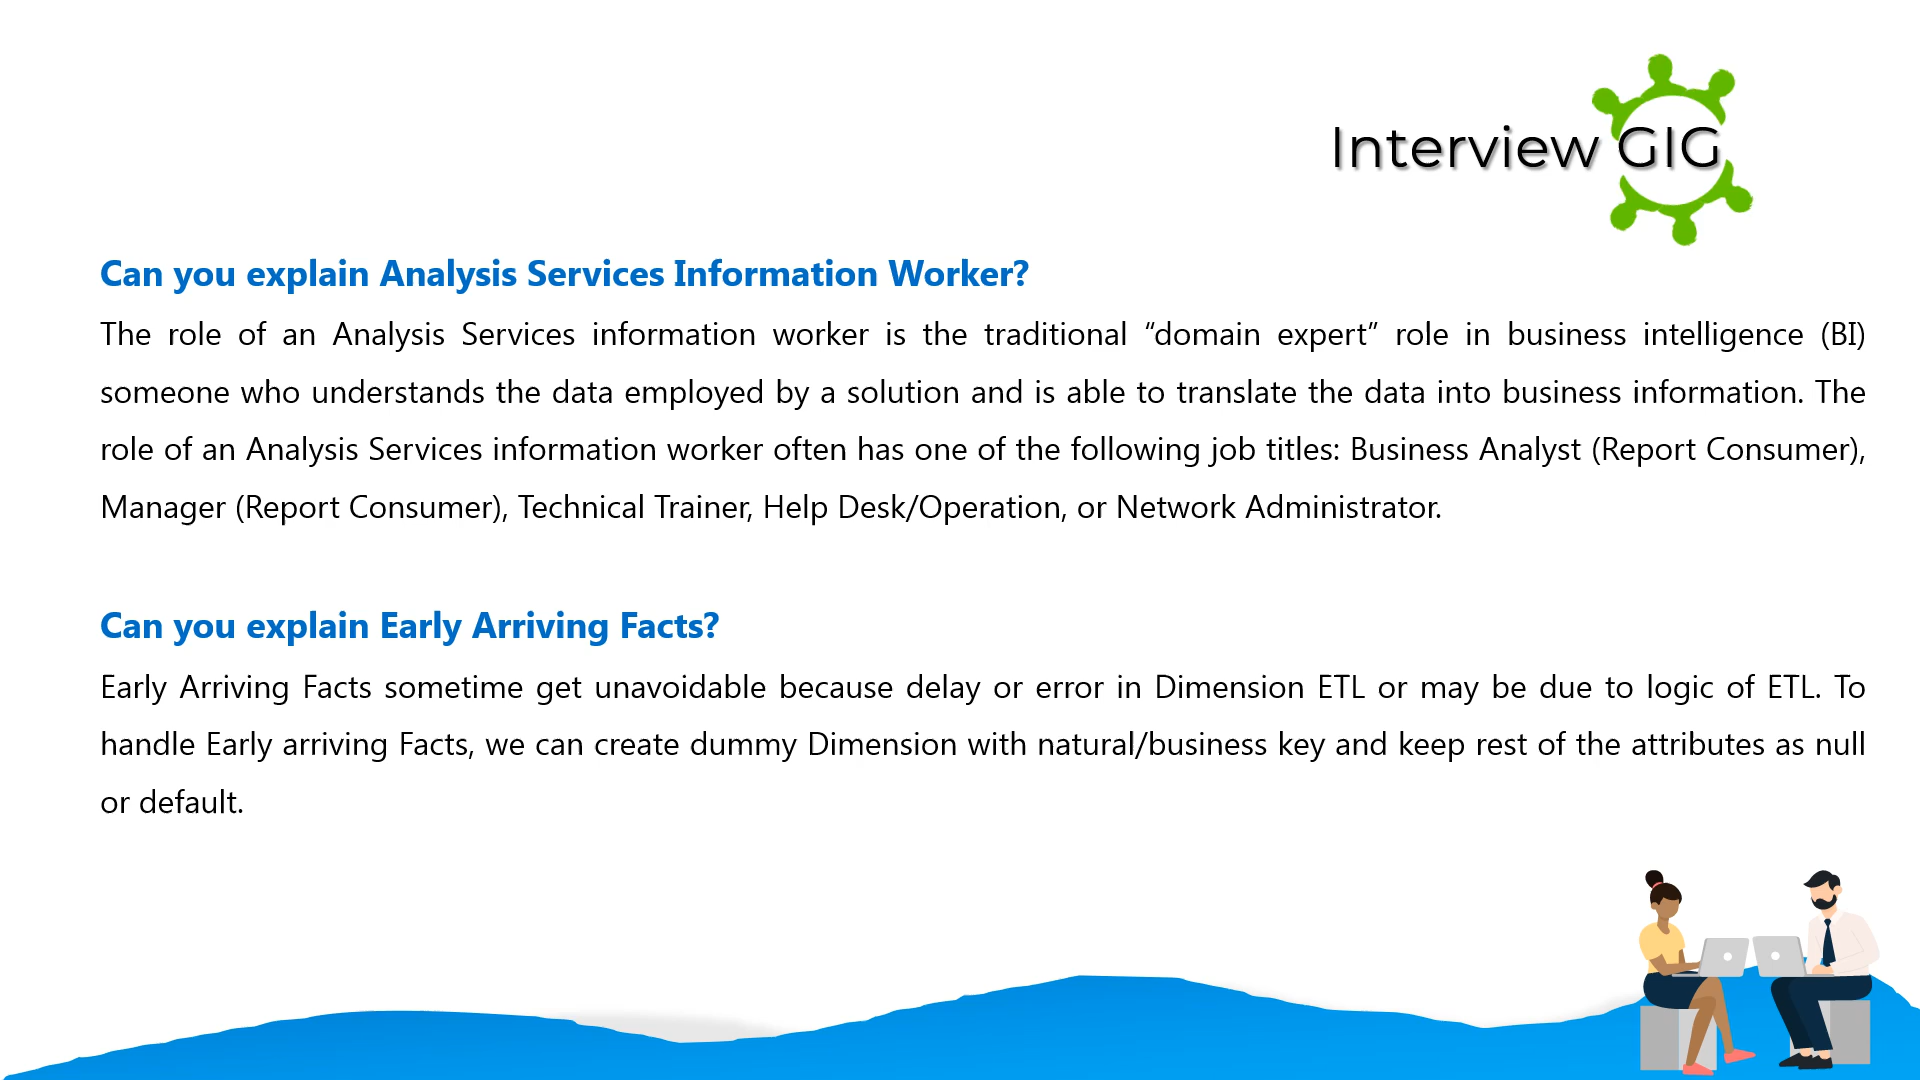 Interview GIG
Can you explain Analysis Services Information Worker?
The role of an Analysis Services information worker is the traditional “domain expert” role in business intelligence (BI)
someone who understands the data employed by a solution and is able to translate the data into business information. The
role of an Analysis Services information worker often has one of the following job titles: Business Analyst (Report Consumer),
Manager (Report Consumer), Technical Trainer, Help Desk/Operation, or Network Administrator.
Can you explain Early Arriving Facts?
Early Arriving Facts sometime get unavoidable because delay or error in Dimension ETL or may be due to logic of ETL. To
handle Early arriving Facts, we can create dummy Dimension with natural/business key and keep rest of the attributes as null
or default.